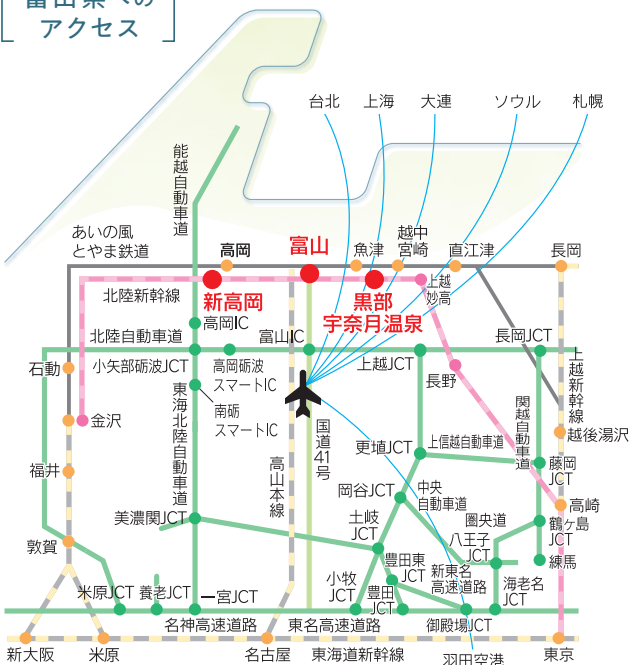 富山県への
アクセス
台北
上海
大連
ソウル
札幌
能越自動車道
あいの風
とやま鉄道
高岡
富山
魚津
越中
宮崎
直江津
長岡
北陸新幹線
新高岡
黒部
宇奈月温泉
上越
妙高
高岡IC
北陸自動車道
富山IC
長岡JCT
石動
小矢部砺波JCT
高岡砺波
スマートIC
上越JCT
上越新幹線
長野
金沢
東海北陸自動車道
南砺
スマートIC
国道41号
関越自動車道
越後湯沢
更埴JCT
上信越自動車道
福井
高山本線
藤岡
JCT
岡谷JCT
中央
自動車道
圏央道
高崎
美濃関JCT
土岐
JCT
八王子
JCT
鶴ヶ島
JCT
敦賀
豊田東
JCT
新東名
高速道路
練馬
米原JCT
養老JCT
一宮JCT
小牧
JCT
豊田
JCT
海老名
JCT
名神高速道路
東名高速道路
御殿場JCT
新大阪
米原
名古屋
東海道新幹線
羽田空港
東京